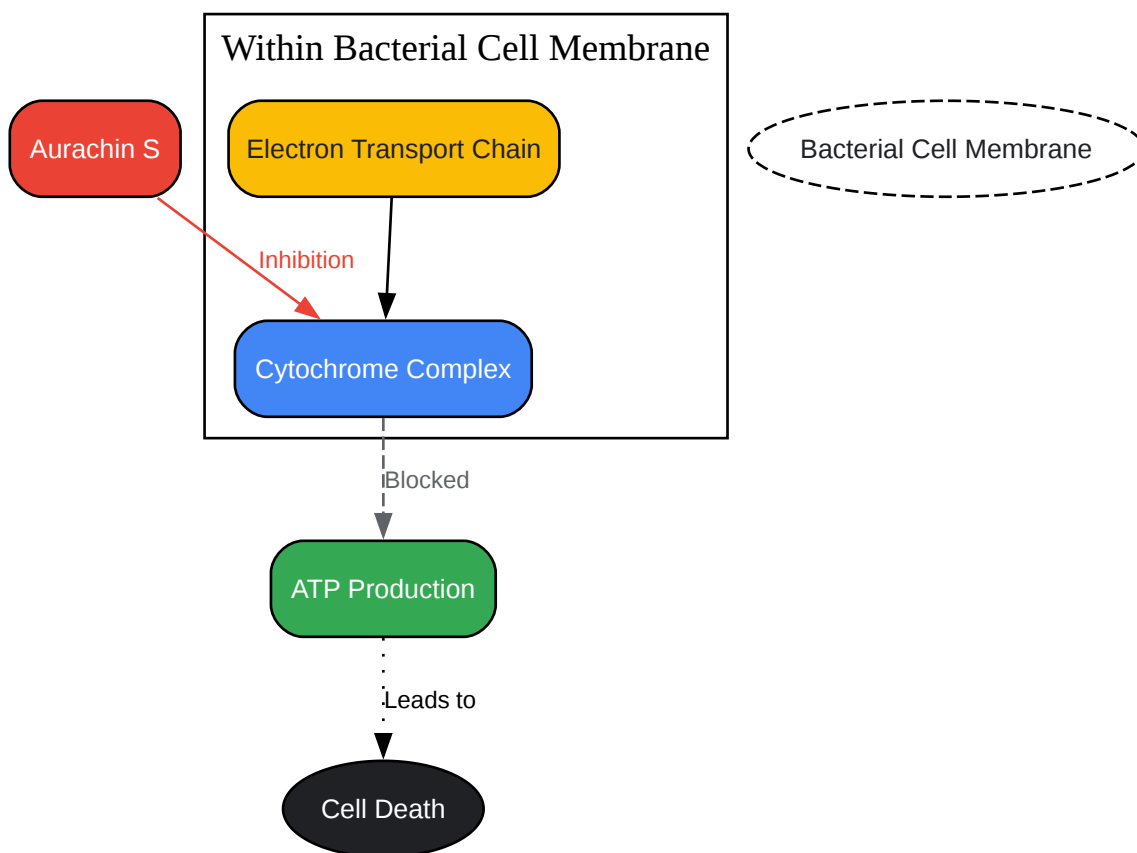 Within Bacterial Cell Membrane
Aurachin S
Electron Transport Chain
Bacterial Cell Membrane
Inhibition
Cytochrome Complex
Blocked
ATP Production
Leads to
Cell Death